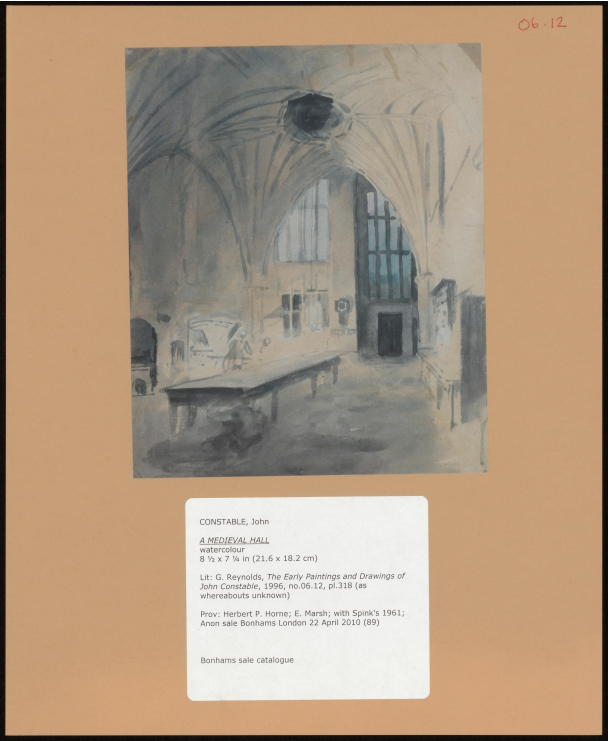 06.12
CONSTABLE, John
A MEDIEVAL HALL
watercolour
8 ½ x 7 ¼ in (21.6 x 18.2 cm)
Lit: G. Reynolds, The Early Paintings and Drawings of
John Constable, 1996, no.06.12, pl.318 (as
whereabouts unknown)
Prov: Herbert P. Horne; E. Marsh; with Spink's 1961;
Anon sale Bonhams London 22 April 2010 (89)
Bonhams sale catalogue